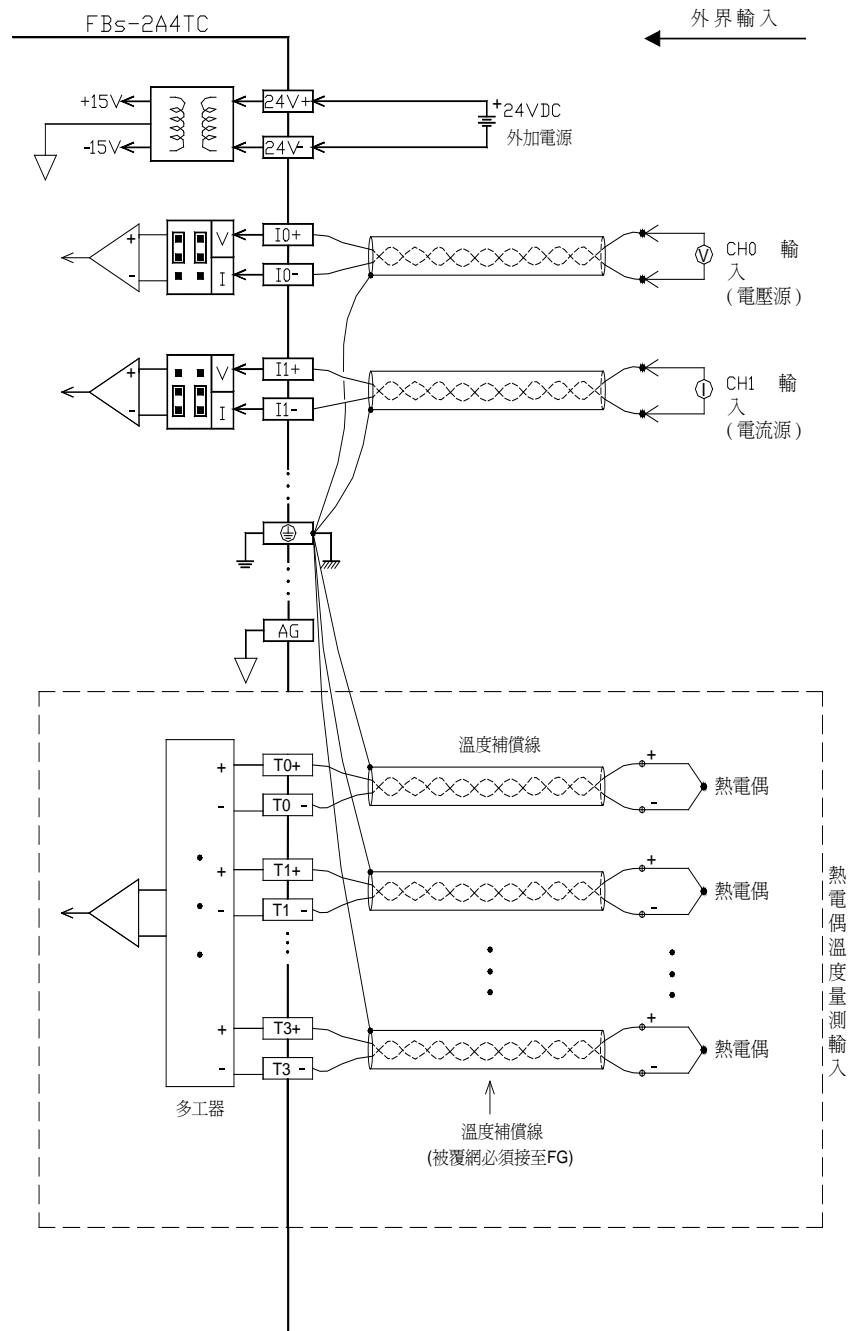 FBs-2A4TC
外界輸入
+15V
24V+
+
24VDC
外加電源
-15V
24V-
+
V
I0+
CH0 輸
入
(電壓源)
V
-
I
I0-
+
V
I1+
CH1 輸
入
(電流源)
I
-
I
I1-
AG
溫度補償線
+
T0+
+
熱電偶
-
T0 -
-
+
T1+
+
熱電偶
-
T1 -
-
+
T3+
+
熱電偶
-
T3 -
-
多工器
溫度補償線
(被覆網必須接至FG)
熱電偶溫度量測輸入